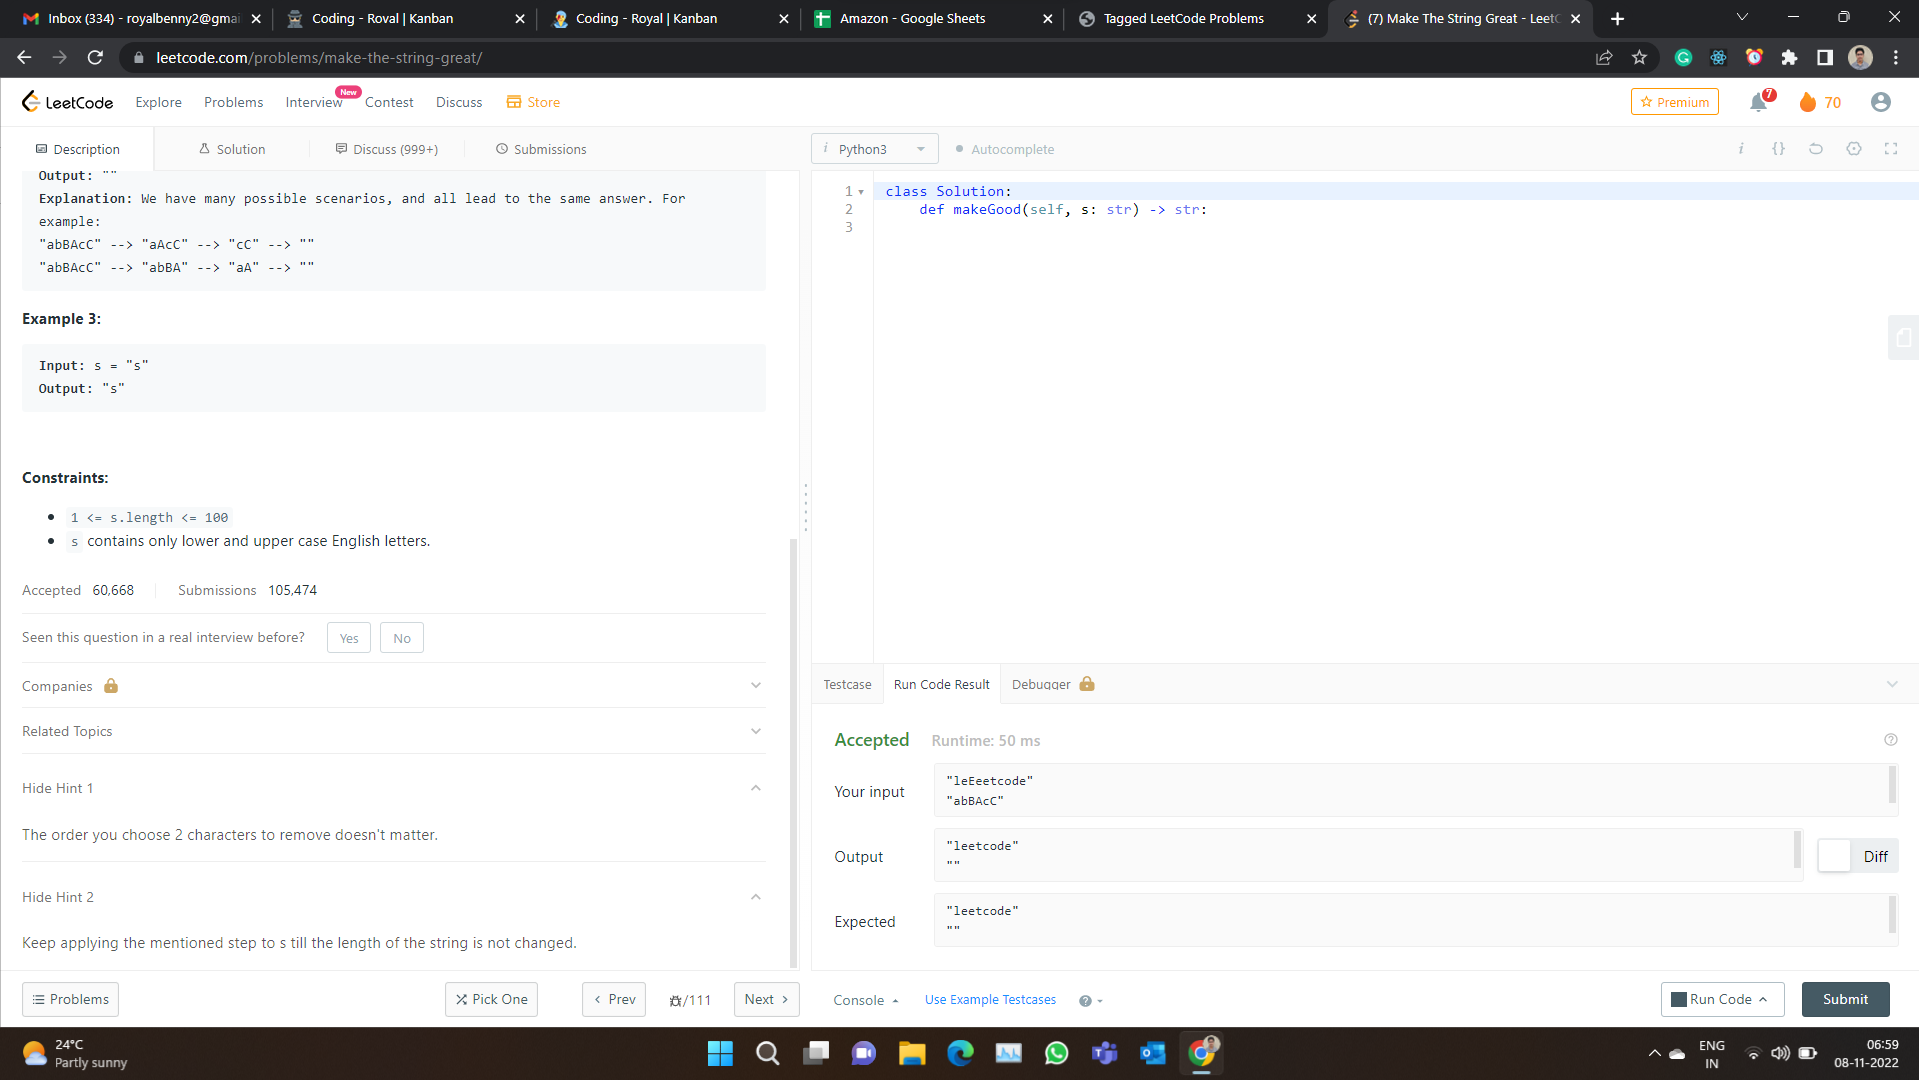 Inbox (334) - royalbenny2@gmai
Coding - Roval | Kanban
Coding - Royal | Kanban
Amazon - Google Sheets
Tagged LeetCode Problems
(7) Make The String Great - LeetC
leetcode.com/problems/make-the-string-great/
LeetCode
Explore
Problems
Interview
New
Contest
Discuss
Store
Premium
7
70
Description
Solution
Discuss (999+)
Submissions
Output: ""
Explanation: We have many possible scenarios, and all lead to the same answer. For
example:
"abBAcC" --> "aAcC" --> "cC" --> ""
"abBAcC" --> "abBA" --> "aA" --> ""
Example 3:
Input: s = "s"
Output: "s"
Constraints:
1 <= s.length <= 100
s contains only lower and upper case English letters.
Accepted 60,668 Submissions 105,474
Seen this question in a real interview before? Yes No
Companies
Related Topics
Hide Hint 1
The order you choose 2 characters to remove doesn't matter.
Hide Hint 2
Keep applying the mentioned step to s till the length of the string is not changed.
Problems
Pick One
Prev
/111
Next
i Python3
Autocomplete
i {}
1 class Solution:
2 def makeGood(self, s: str) -> str:
3
Testcase
Run Code Result
Debugger
Accepted Runtime: 50 ms
Your input
"leEeetcode"
"abBAcC"
Output
"leetcode"
""
Diff
Expected
"leetcode"
""
Console
Use Example Testcases
Run Code
Submit
24°C
Partly sunny
ENG
IN
06:59
08-11-2022